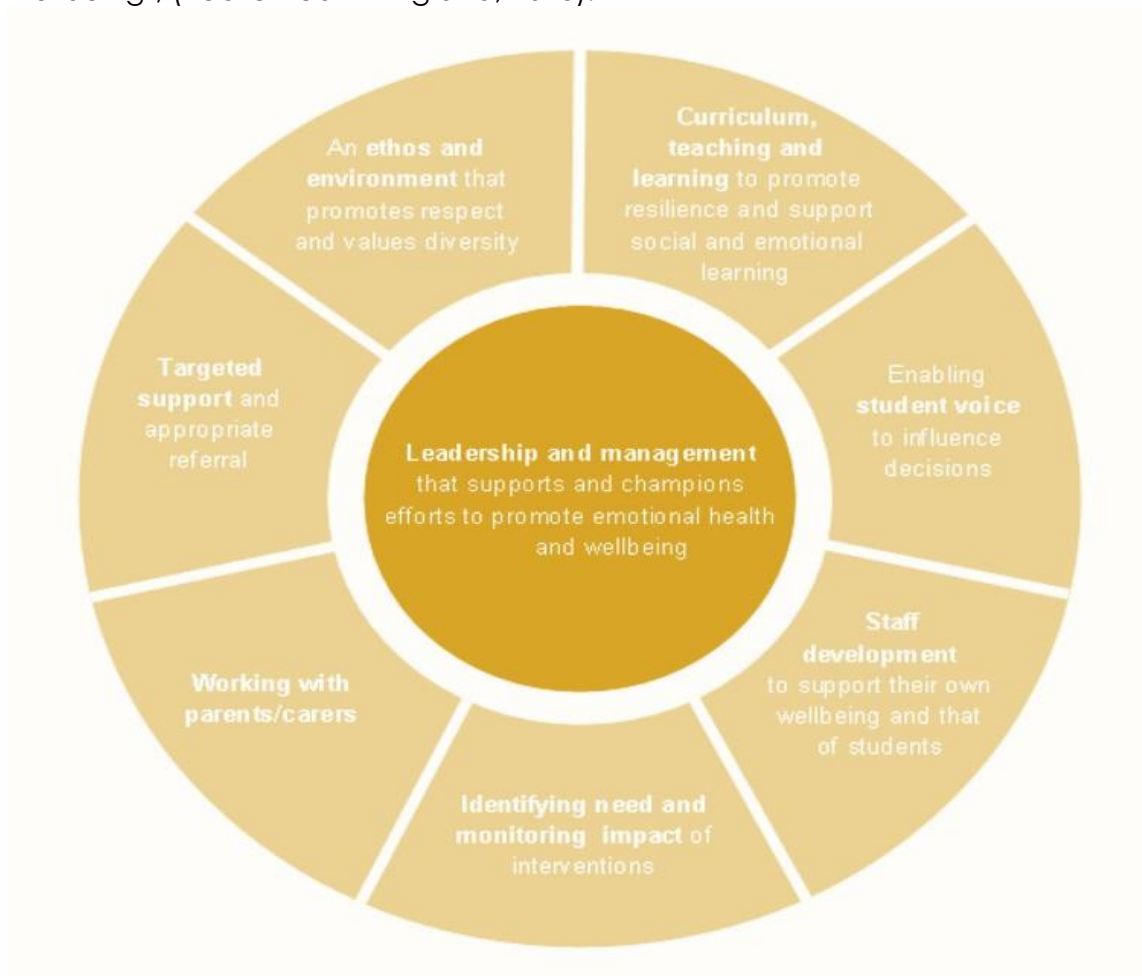 An ethos and
environment that
promotes respect
and values diversity
Curriculum,
teaching and
learning to promote
resilience and support
social and emotional
learning
Enabling
student voice
to influence
decisions
Staff
development
to support their own
wellbeing and that
of students
Identifying need and
monitoring impact of
interventions
Working with
parents/carers
Targeted
support and
appropriate
referral
Leadership and management
that supports and champions
efforts to promote emotional health
and wellbeing